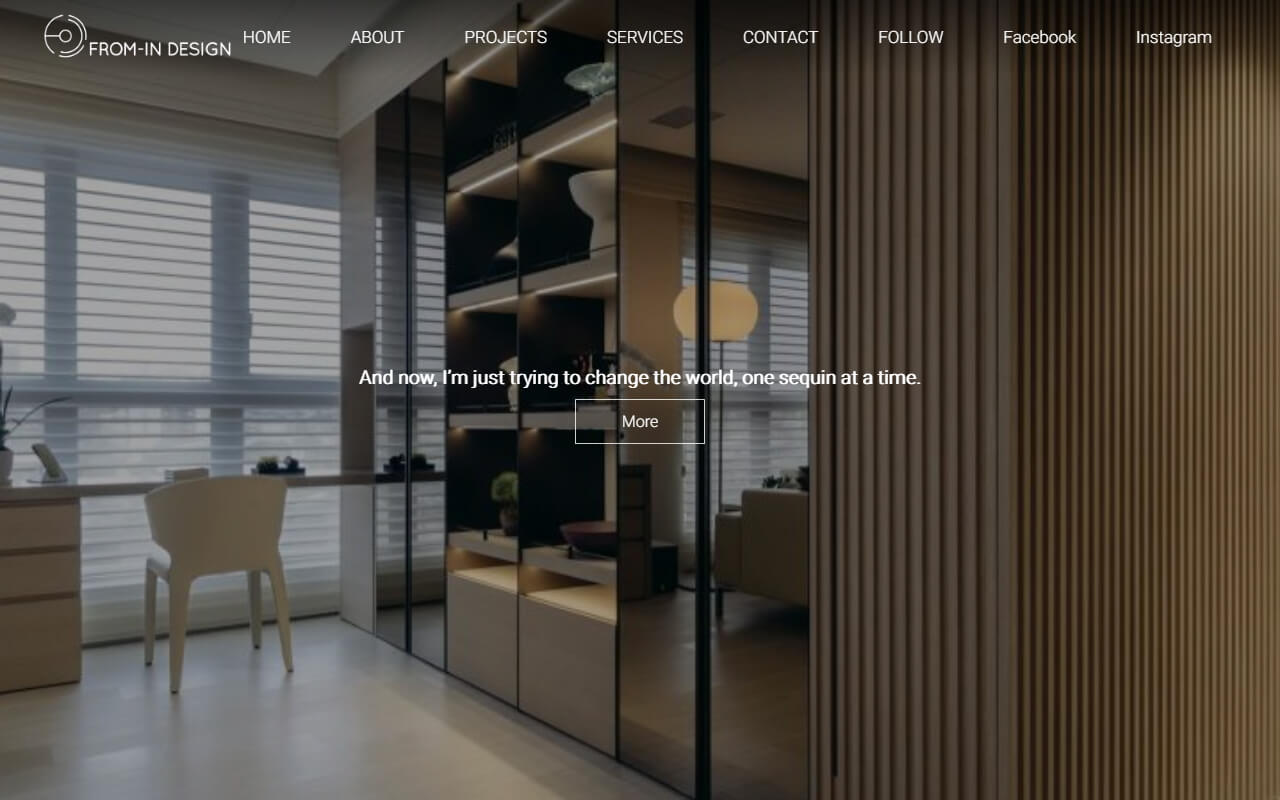 FROM-IN DESIGN
HOME
ABOUT
PROJECTS
SERVICES
CONTACT
FOLLOW
Facebook
Instagram
And now, I'm just trying to change the world, one sequin at a time.
More